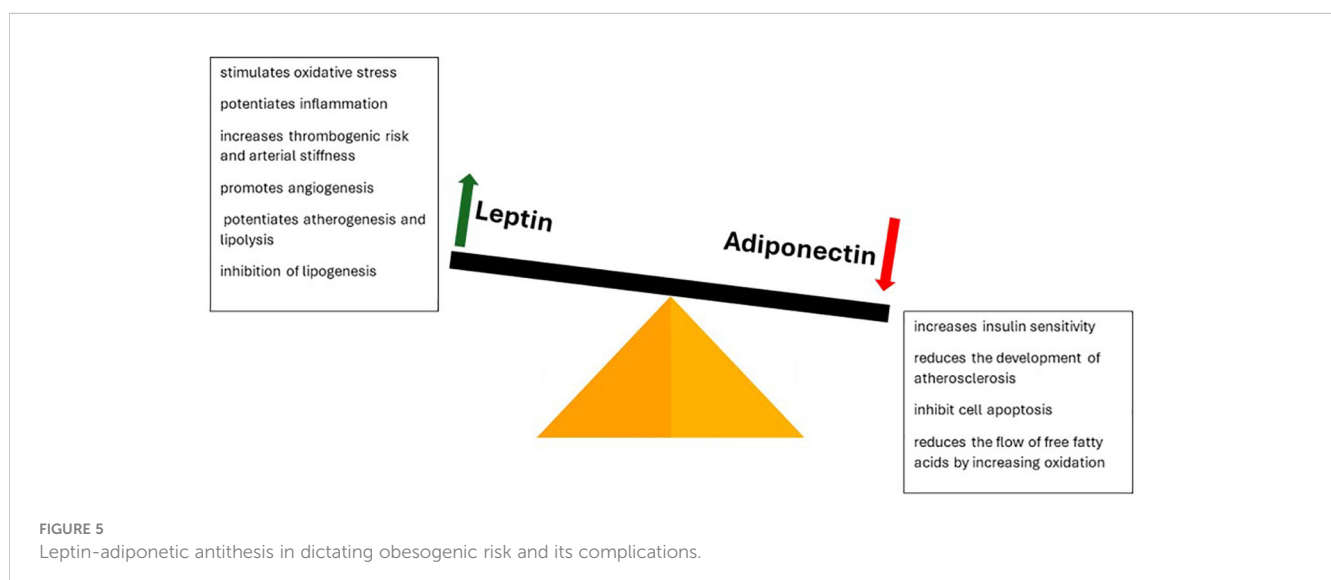 stimulates oxidative stress
potentiates inflammation
increases thrombogenic risk
and arterial stiffness
promotes angiogenesis
potentiates atherogenesis and
lipolysis
inhibition of lipogenesis
Leptin
Adiponectin
increases insulin sensitivity
reduces the development of
atherosclerosis
inhibit cell apoptosis
reduces the flow of free fatty
acids by increasing oxidation
FIGURE 5
Leptin-adiponetic antithesis in dictating obesogenic risk and its complications.